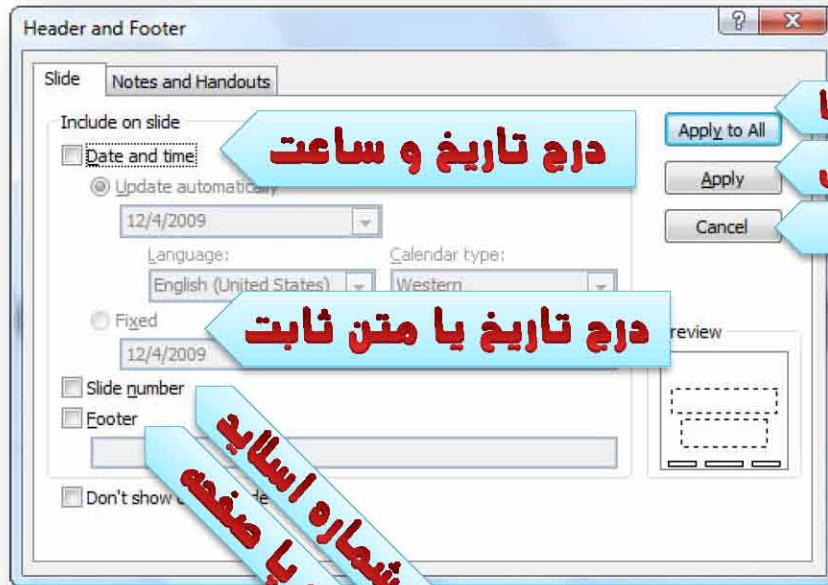 Header and Footer
Slide
Notes and Handouts
Include on slide
Date and time
درج تاریخ و ساعت
Apply to All
Update automatically
Apply
12/4/2009
Cancel
Language:
Calendar type:
English (United States)
Western
Fixed
درج تاریخ یا متن ثابت
12/4/2009
Preview
Slide number
شماره اسلاید
Footer
پا صفحه
Don't show